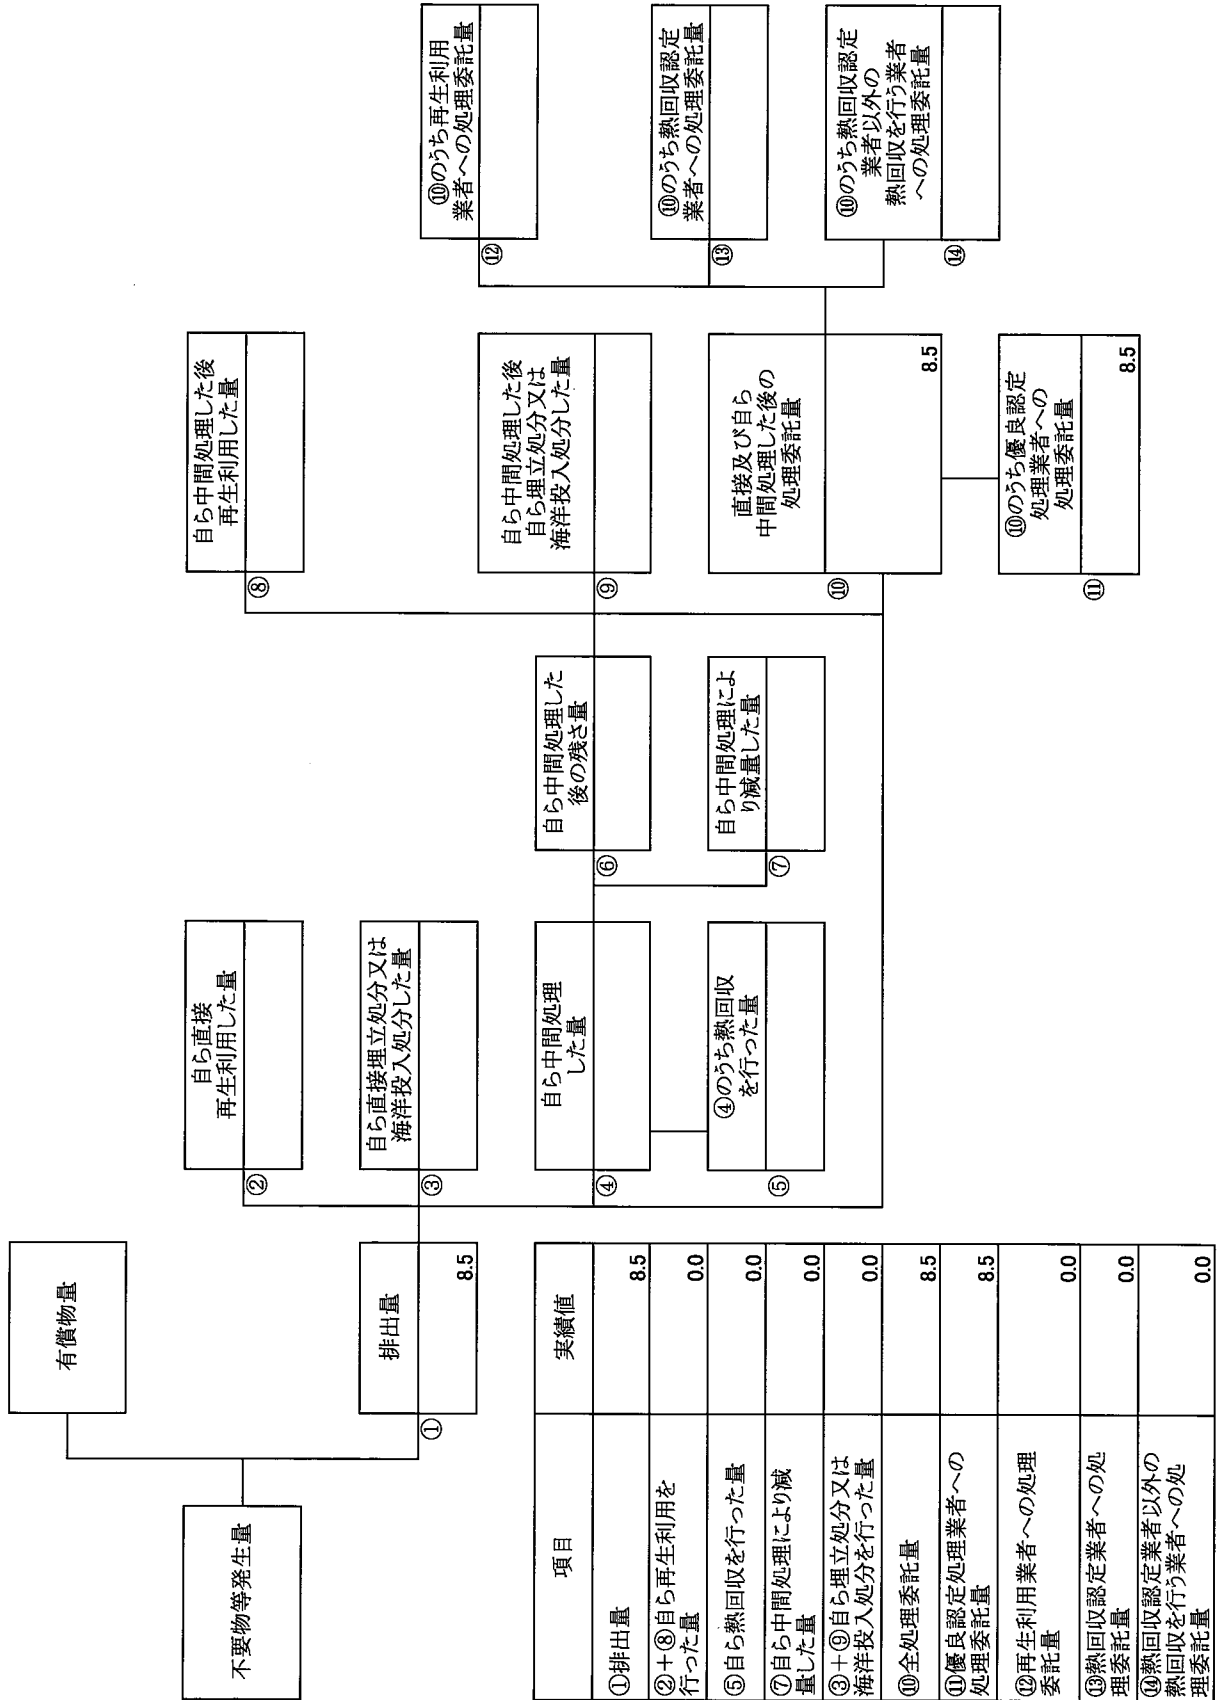 有償物量
不要物等発生量
排出量
①
8.5
自ら直接
再生利用した量
②
自ら直接埋立処分又は
海洋投入処分した量
③
自ら中間処理
した量
④
④のうち熱回収
を行った量
⑤
自ら中間処理した
後の残さ量
⑥
自ら中間処理によ
り減量した量
⑦
自ら中間処理した後
再生利用した量
⑧
自ら中間処理した後
自ら埋立処分又は
海洋投入処分した量
⑨
直接及び自ら
中間処理した後の
処理委託量
⑩
8.5
⑩のうち優良認定
処理業者への
処理委託量
⑪
8.5
⑩のうち再生利用
業者への処理委託量
⑫
⑩のうち熱回収認定
業者への処理委託量
⑬
⑩のうち熱回収認定
業者以外の
熱回収を行う業者
への処理委託量
⑭
項目 実績値
①排出量 8.5
②+⑧自ら再生利用を
行った量 0.0
⑤自ら熱回収を行った量 0.0
⑦自ら中間処理により減
量した量 0.0
③+⑨自ら埋立処分又は
海洋投入処分を行った量 0.0
⑩全処理委託量 8.5
⑪優良認定処理業者への
処理委託量 8.5
⑫再生利用業者への処理
委託量 0.0
⑬熱回収認定業者への処
理委託量 0.0
⑭熱回収認定業者以外の
熱回収を行う業者への処
理委託量 0.0